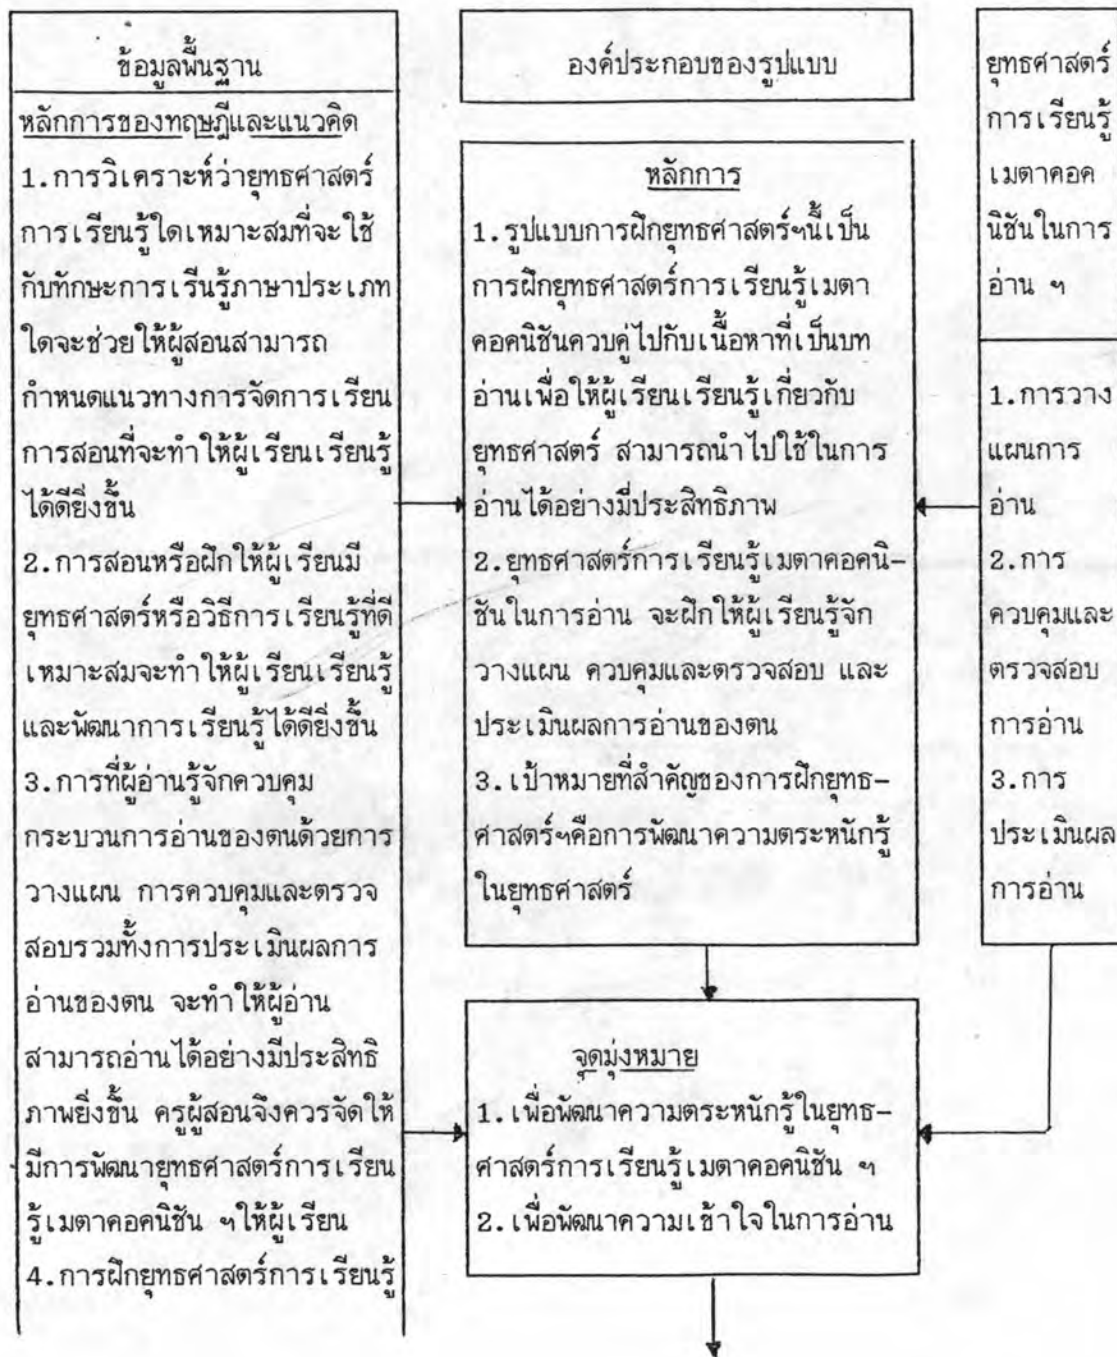 ข้อมูลพื้นฐาน
หลักการของทฤษฎีและแนวคิด
1.การวิเคราะห์ว่ายุทธศาสตร์
การเรียนรู้ใดเหมาะสมที่จะใช้
กับทักษะการเรีนรู้ภาษาประเภท
ใดจะช่วยให้ผู้สอนสามารถ
กำหนดแนวทางการจัดการเรียน
การสอนที่จะทำให้ผู้เรียนเรียนรู้
ได้ดียิ่งขึ้น
2.การสอนหรือฝึกให้ผู้เรียนมี
ยุทธศาสตร์หรือวิธีการเรียนรู้ที่ดี
เหมาะสมจะทำให้ผู้เรียนเรียนรู้
และพัฒนาการเรียนรู้ได้ดียิ่งขึ้น
3.การที่ผู้อ่านรู้จักควบคุม
กระบวนการอ่านของตนด้วยการ
วางแผน การควบคุมและตรวจ
สอบรวมทั้งการประเมินผลการ
อ่านของตน จะทำให้ผู้อ่าน
สามารถอ่านได้อย่างมีประสิทธิ
ภาพยิ่งขึ้น ครูผู้สอนจึงควรจัดให้
มีการพัฒนายุทธศาสตร์การเรียน
รู้เมตาคอคนิชัน ฯให้ผู้เรียน
4.การฝึกยุทธศาสตร์การเรียนรู้
องค์ประกอบของรูปแบบ
หลักการ
1.รูปแบบการฝึกยุทธศาสตร์ฯนี้เป็น
การฝึกยุทธศาสตร์การเรียนรู้เมตา
คอคนิชันควบคู่ไปกับเนื้อหาที่เป็นบท
อ่านเพื่อให้ผู้เรียนเรียนรู้เกี่ยวกับ
ยุทธศาสตร์ สามารถนำไปใช้ในการ
อ่านได้อย่างมีประสิทธิภาพ
2.ยุทธศาสตร์การเรียนรู้เมตาคอคนิ-
ชันในการอ่าน จะฝึกให้ผู้เรียนรู้จัก
วางแผน ควบคุมและตรวจสอบ และ
ประเมินผลการอ่านของตน
3.เป้าหมายที่สำคัญของการฝึกยุทธ-
ศาสตร์ฯคือการพัฒนาความตระหนักรู้
ในยุทธศาสตร์
จุดมุ่งหมาย
1.เพื่อพัฒนาความตระหนักรู้ในยุทธ-
ศาสตร์การเรียนรู้เมตาคอคนิชัน ฯ
2.เพื่อพัฒนาความเข้าใจในการอ่าน
ยุทธศาสตร์
การเรียนรู้
เมตาคอค
นิชันในการ
อ่าน ฯ
1.การวาง
แผนการ
อ่าน
2.การ
ควบคุมและ
ตรวจสอบ
การอ่าน
3.การ
ประเมินผล
การอ่าน